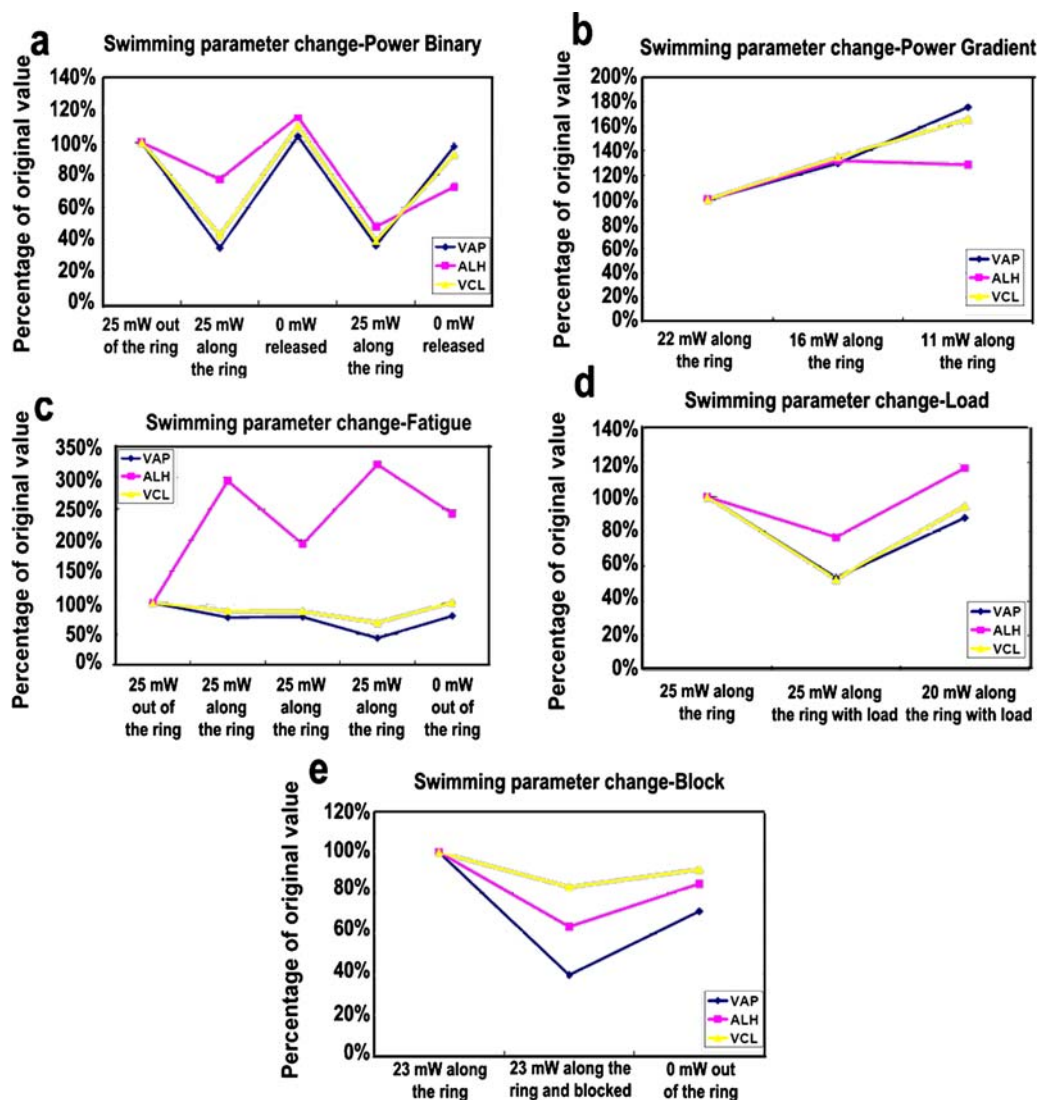 a
Swimming parameter change-Power Binary
Percentage of original value
140%
120%
100%
80%
60%
40%
20%
0%
VAP
ALH
VCL
25 mW out
of the ring
25 mW
along
the ring
0 mW
released
25 mW
along
the ring
0 mW
released
b
Swimming parameter change-Power Gradient
Percentage of original value
200%
180%
160%
140%
120%
100%
80%
60%
40%
20%
0%
VAP
ALH
VCL
22 mW along
the ring
16 mW along
the ring
11 mW along
the ring
c
Swimming parameter change-Fatigue
Percentage of original value
350%
300%
250%
200%
150%
100%
50%
0%
VAP
ALH
VCL
25 mW
out of
the ring
25 mW
along
the ring
25 mW
along
the ring
25 mW
along
the ring
0 mW
out of
the ring
d
Swimming parameter change-Load
Percentage of original value
140%
120%
100%
80%
60%
40%
20%
0%
VAP
ALH
VCL
25 mW along
the ring
25 mW along
the ring with load
20 mW along
the ring with load
e
Swimming parameter change-Block
Percentage of original value
120%
100%
80%
60%
40%
20%
0%
VAP
ALH
VCL
23 mW along
the ring
23 mW along the
ring and blocked
0 mW out
of the ring